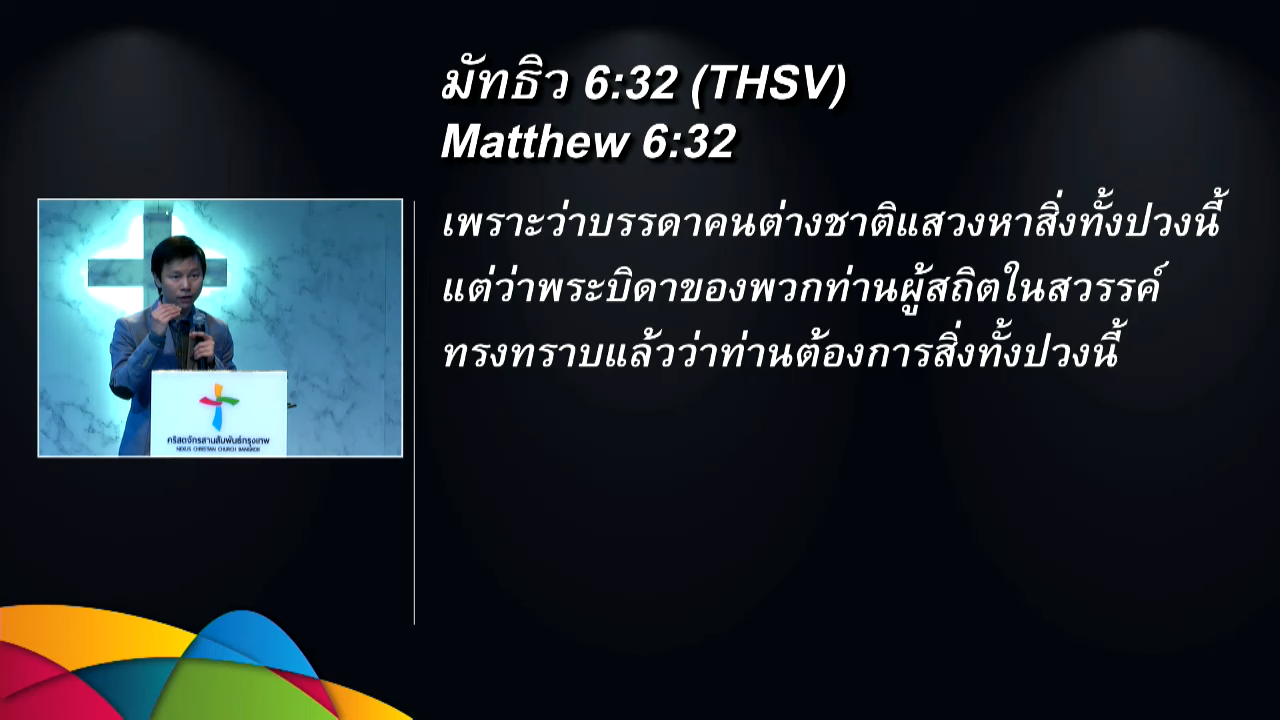 มัทธิว 6:32 (THSV)
Matthew 6:32
เพราะว่าบรรดาคนต่างชาติแสวงหาสิ่งทั้งปวงนี้
แต่ว่าพระบิดาของพวกท่านผู้สถิตในสวรรค์
ทรงทราบแล้วว่าท่านต้องการสิ่งทั้งปวงนี้
คริสตจักรสานสัมพันธ์กรุงเทพ
NEXUS CHRISTIAN CHURCH BANGKOK